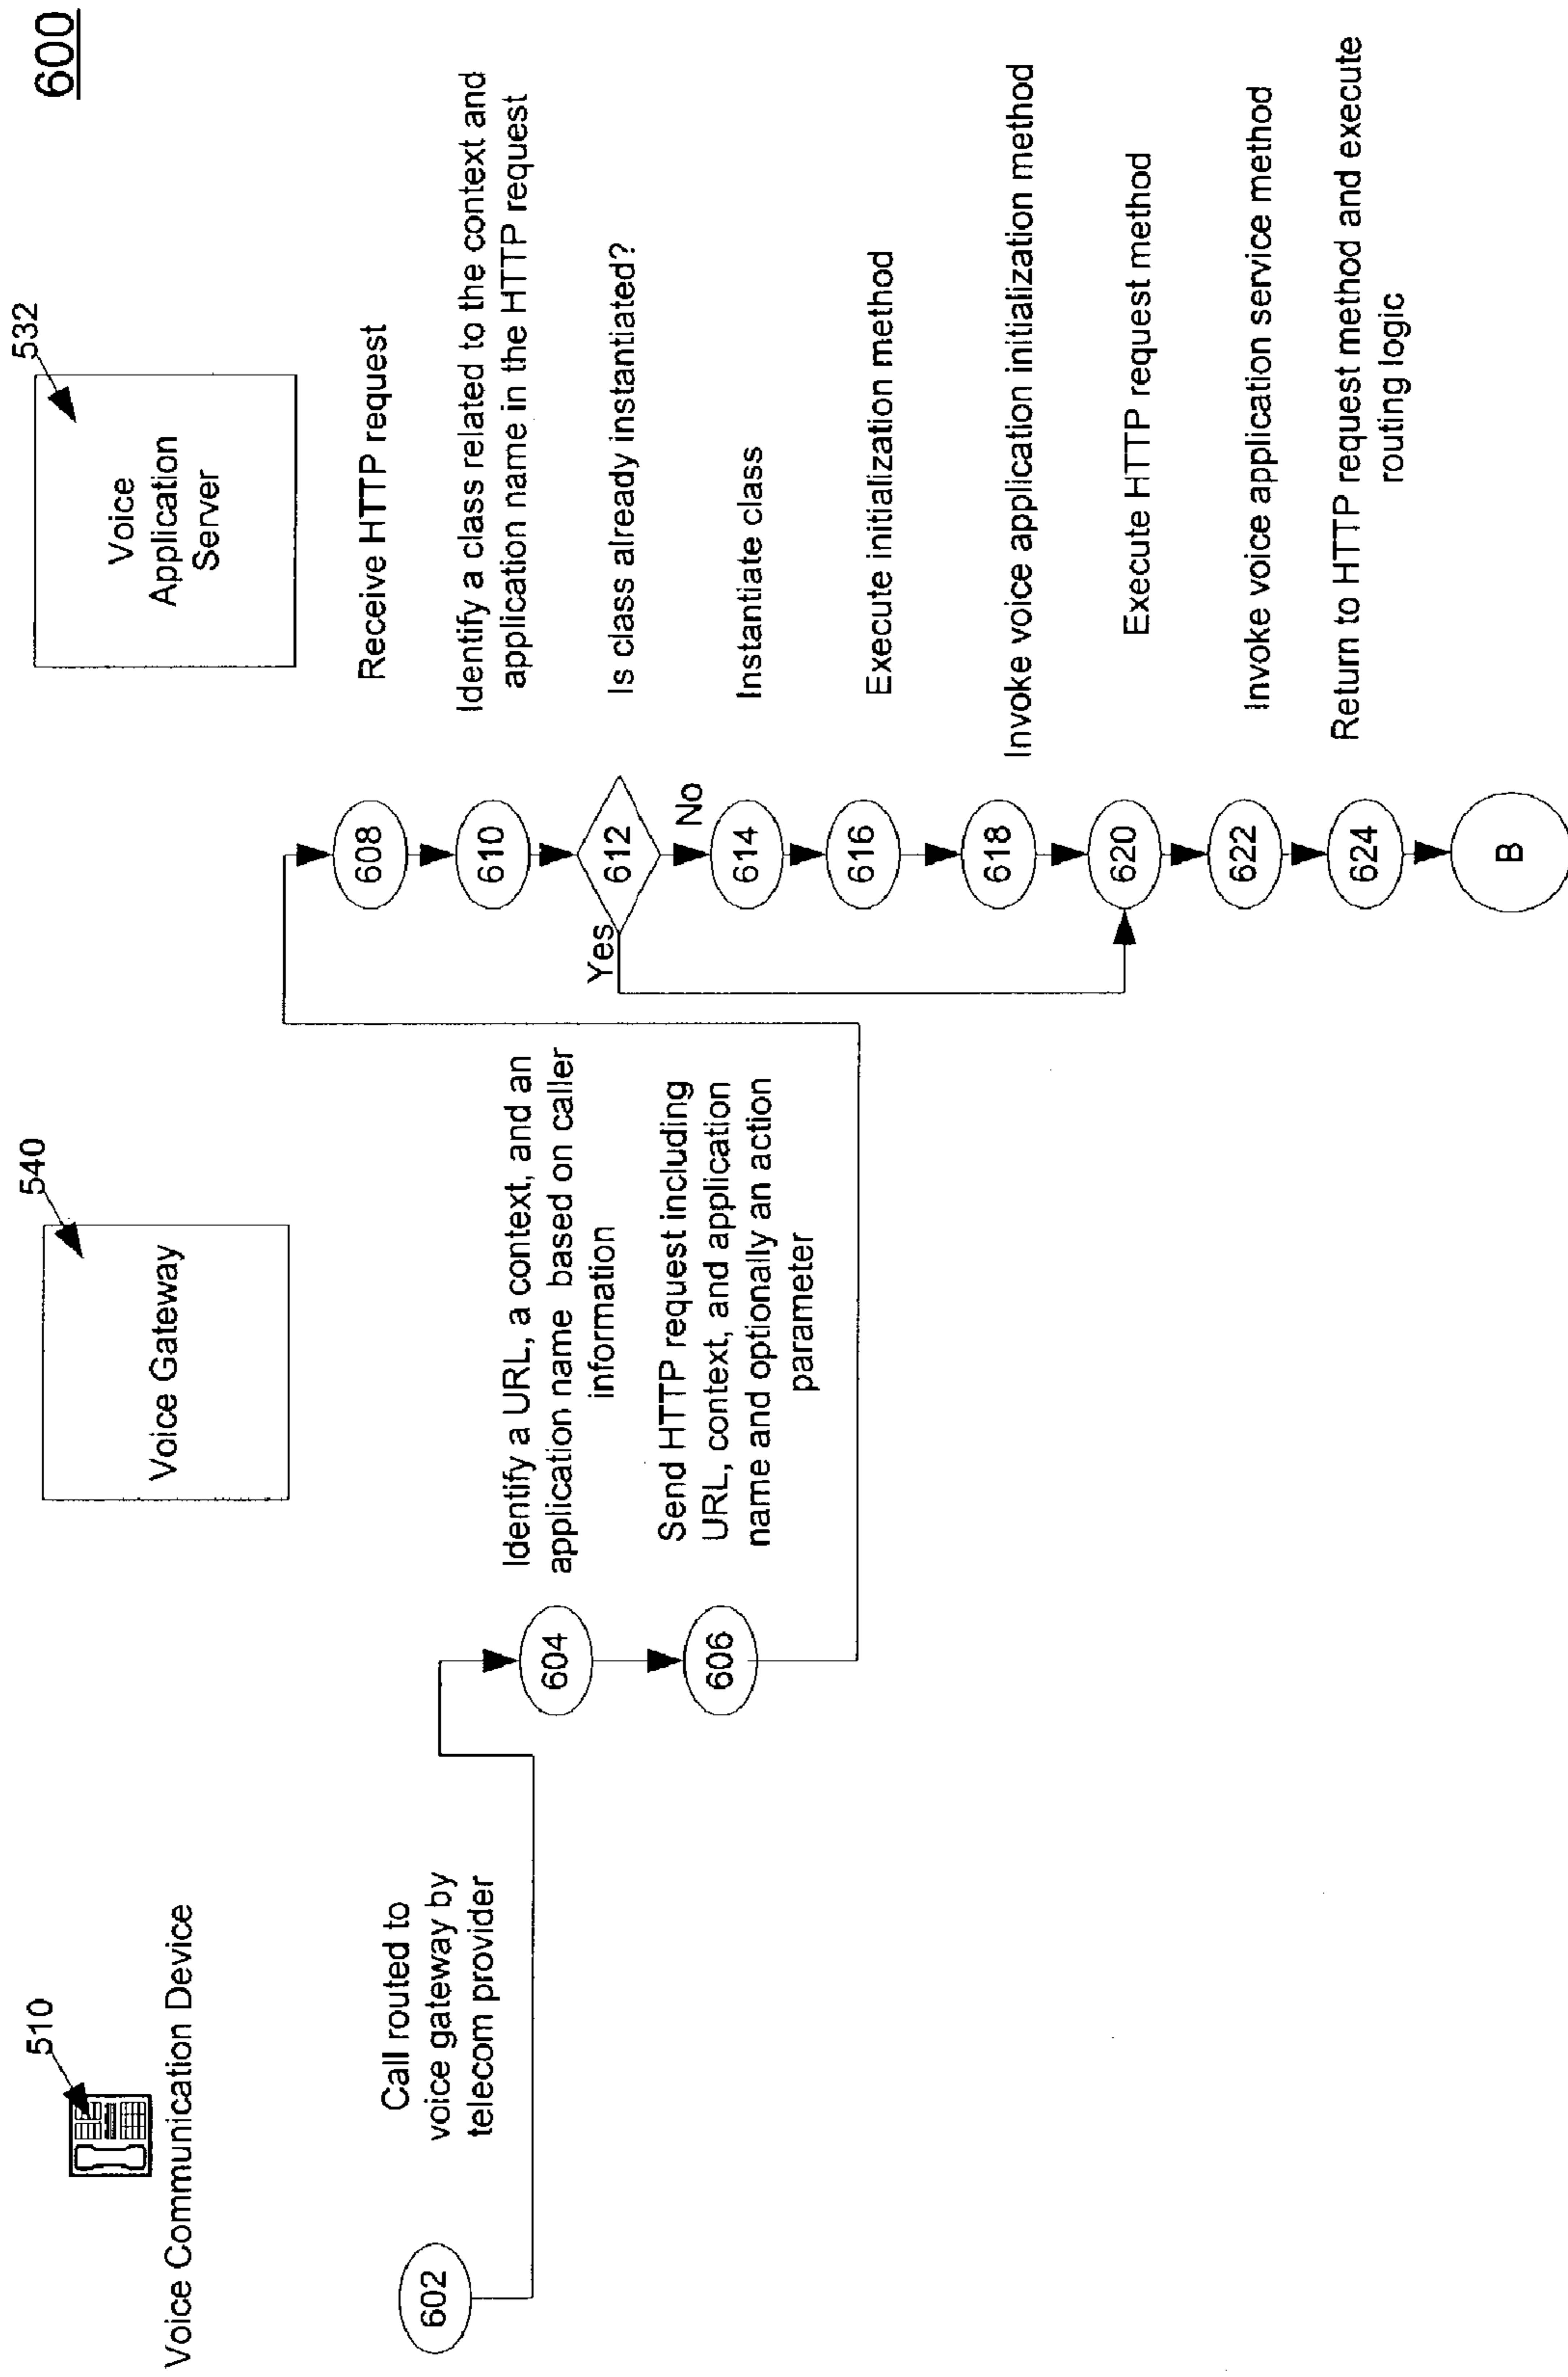 600
510
Voice Communication Device
540
Voice Gateway
532
Voice
Application
Server
602
Call routed to
voice gateway by
telecom provider
604
Identify a URL, a context, and an
application name based on caller
information
606
Send HTTP request including
URL, context, and application
name and optionally an action
parameter
608
Receive HTTP request
610
Identify a class related to the context and
application name in the HTTP request
612
Is class already instantiated?
Yes
No
614
Instantiate class
616
Execute initialization method
618
Invoke voice application initialization method
620
Execute HTTP request method
622
Invoke voice application service method
624
Return to HTTP request method and execute
routing logic
B